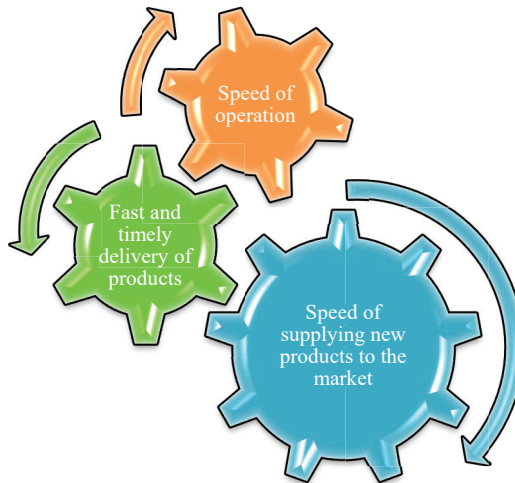 Speed of
operation
Fast and
timely
delivery of
products
Speed of
supplying new
products to the
market